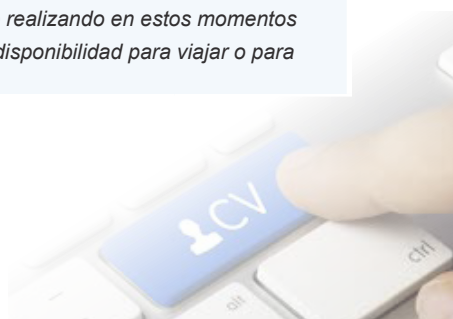 realizando en estos momentos
disponibilidad para viajar o para
CV
alt
ctrl